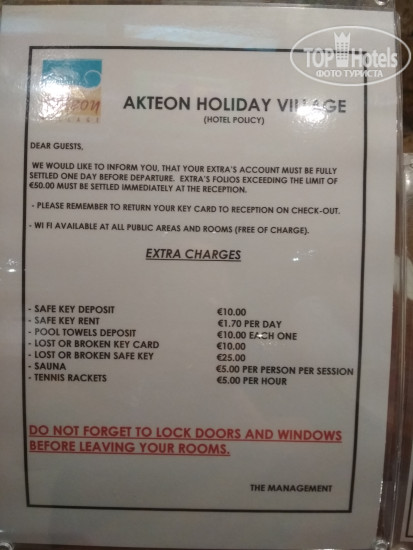 TOP Hotels
ФОТО ТУРИСТА
VILLAGE
AKTEON HOLIDAY VILLAGE
(HOTEL POLICY)
DEAR GUESTS,
WE WOULD LIKE TO INFORM YOU, THAT YOUR EXTRA'S ACCOUNT MUST BE FULLY
SETTLED ONE DAY BEFORE DEPARTURE. EXTRA'S FOLIOS EXCEEDING THE LIMIT OF
€50.00 MUST BE SETTLED IMMEDIATELY AT THE RECEPTION.
- PLEASE REMEMBER TO RETURN YOUR KEY CARD TO RECEPTION ON CHECK-OUT.
- WI FI AVAILABLE AT ALL PUBLIC AREAS AND ROOMS (FREE OF CHARGE).
EXTRA CHARGES
- SAFE KEY DEPOSIT €10.00
- SAFE KEY RENT €1.70 PER DAY
- POOL TOWELS DEPOSIT €10.00 EACH ONE
- LOST OR BROKEN KEY CARD €10.00
- LOST OR BROKEN SAFE KEY €25.00
- SAUNA €5.00 PER PERSON PER SESSION
- TENNIS RACKETS €5.00 PER HOUR
DO NOT FORGET TO LOCK DOORS AND WINDOWS
BEFORE LEAVING YOUR ROOMS.
THE MANAGEMENT